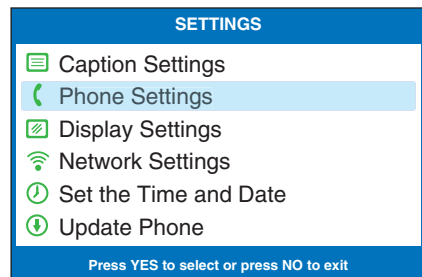 SETTINGS
Caption Settings
Phone Settings
Display Settings
Network Settings
Set the Time and Date
Update Phone
Press YES to select or press NO to exit